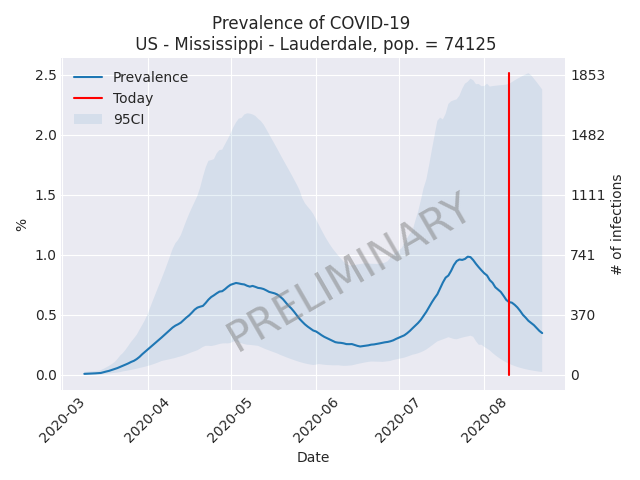 Prevalence of COVID-19
US - Mississippi - Lauderdale, pop. = 74125
Prevalence
Today
95CI
2.5
2.0
1.5
1.0
0.5
0.0
%
1853
1482
1111
741
370
0
# of infections
PRELIMINARY
2020-03
2020-04
2020-05
2020-06
2020-07
2020-08
Date